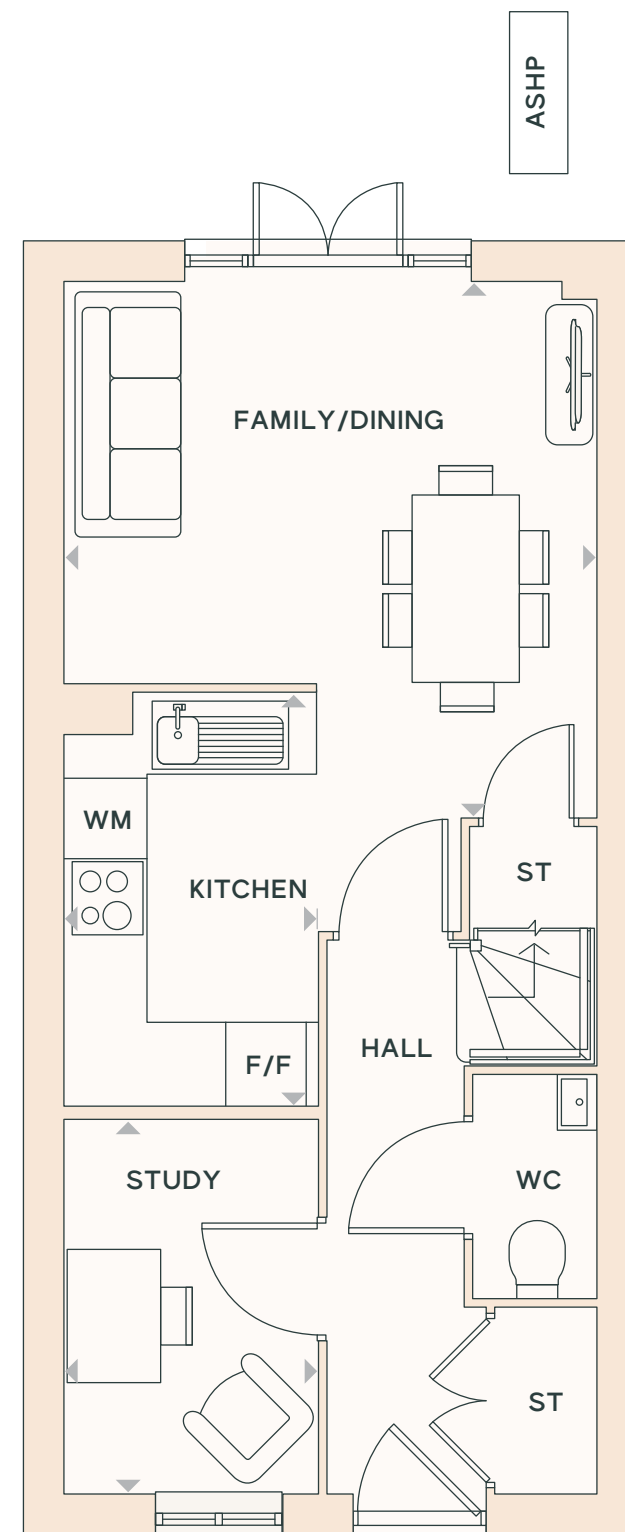 ASHP
FAMILY/DINING
WM
ST
KITCHEN
HALL
F/F
STUDY
WC
ST